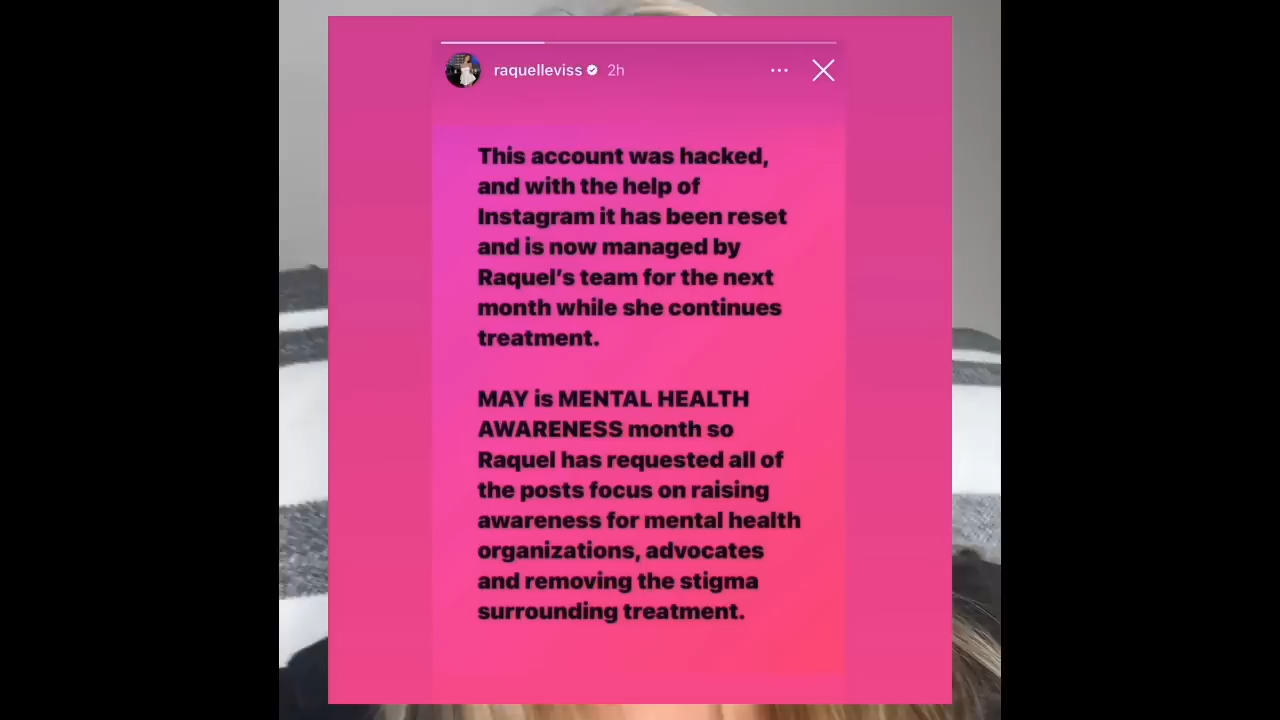 raquelleviss 2h
This account was hacked,
and with the help of
Instagram it has been reset
and is now managed by
Raquel’s team for the next
month while she continues
treatment.
MAY is MENTAL HEALTH
AWARENESS month so
Raquel has requested all of
the posts focus on raising
awareness for mental health
organizations, advocates
and removing the stigma
surrounding treatment.